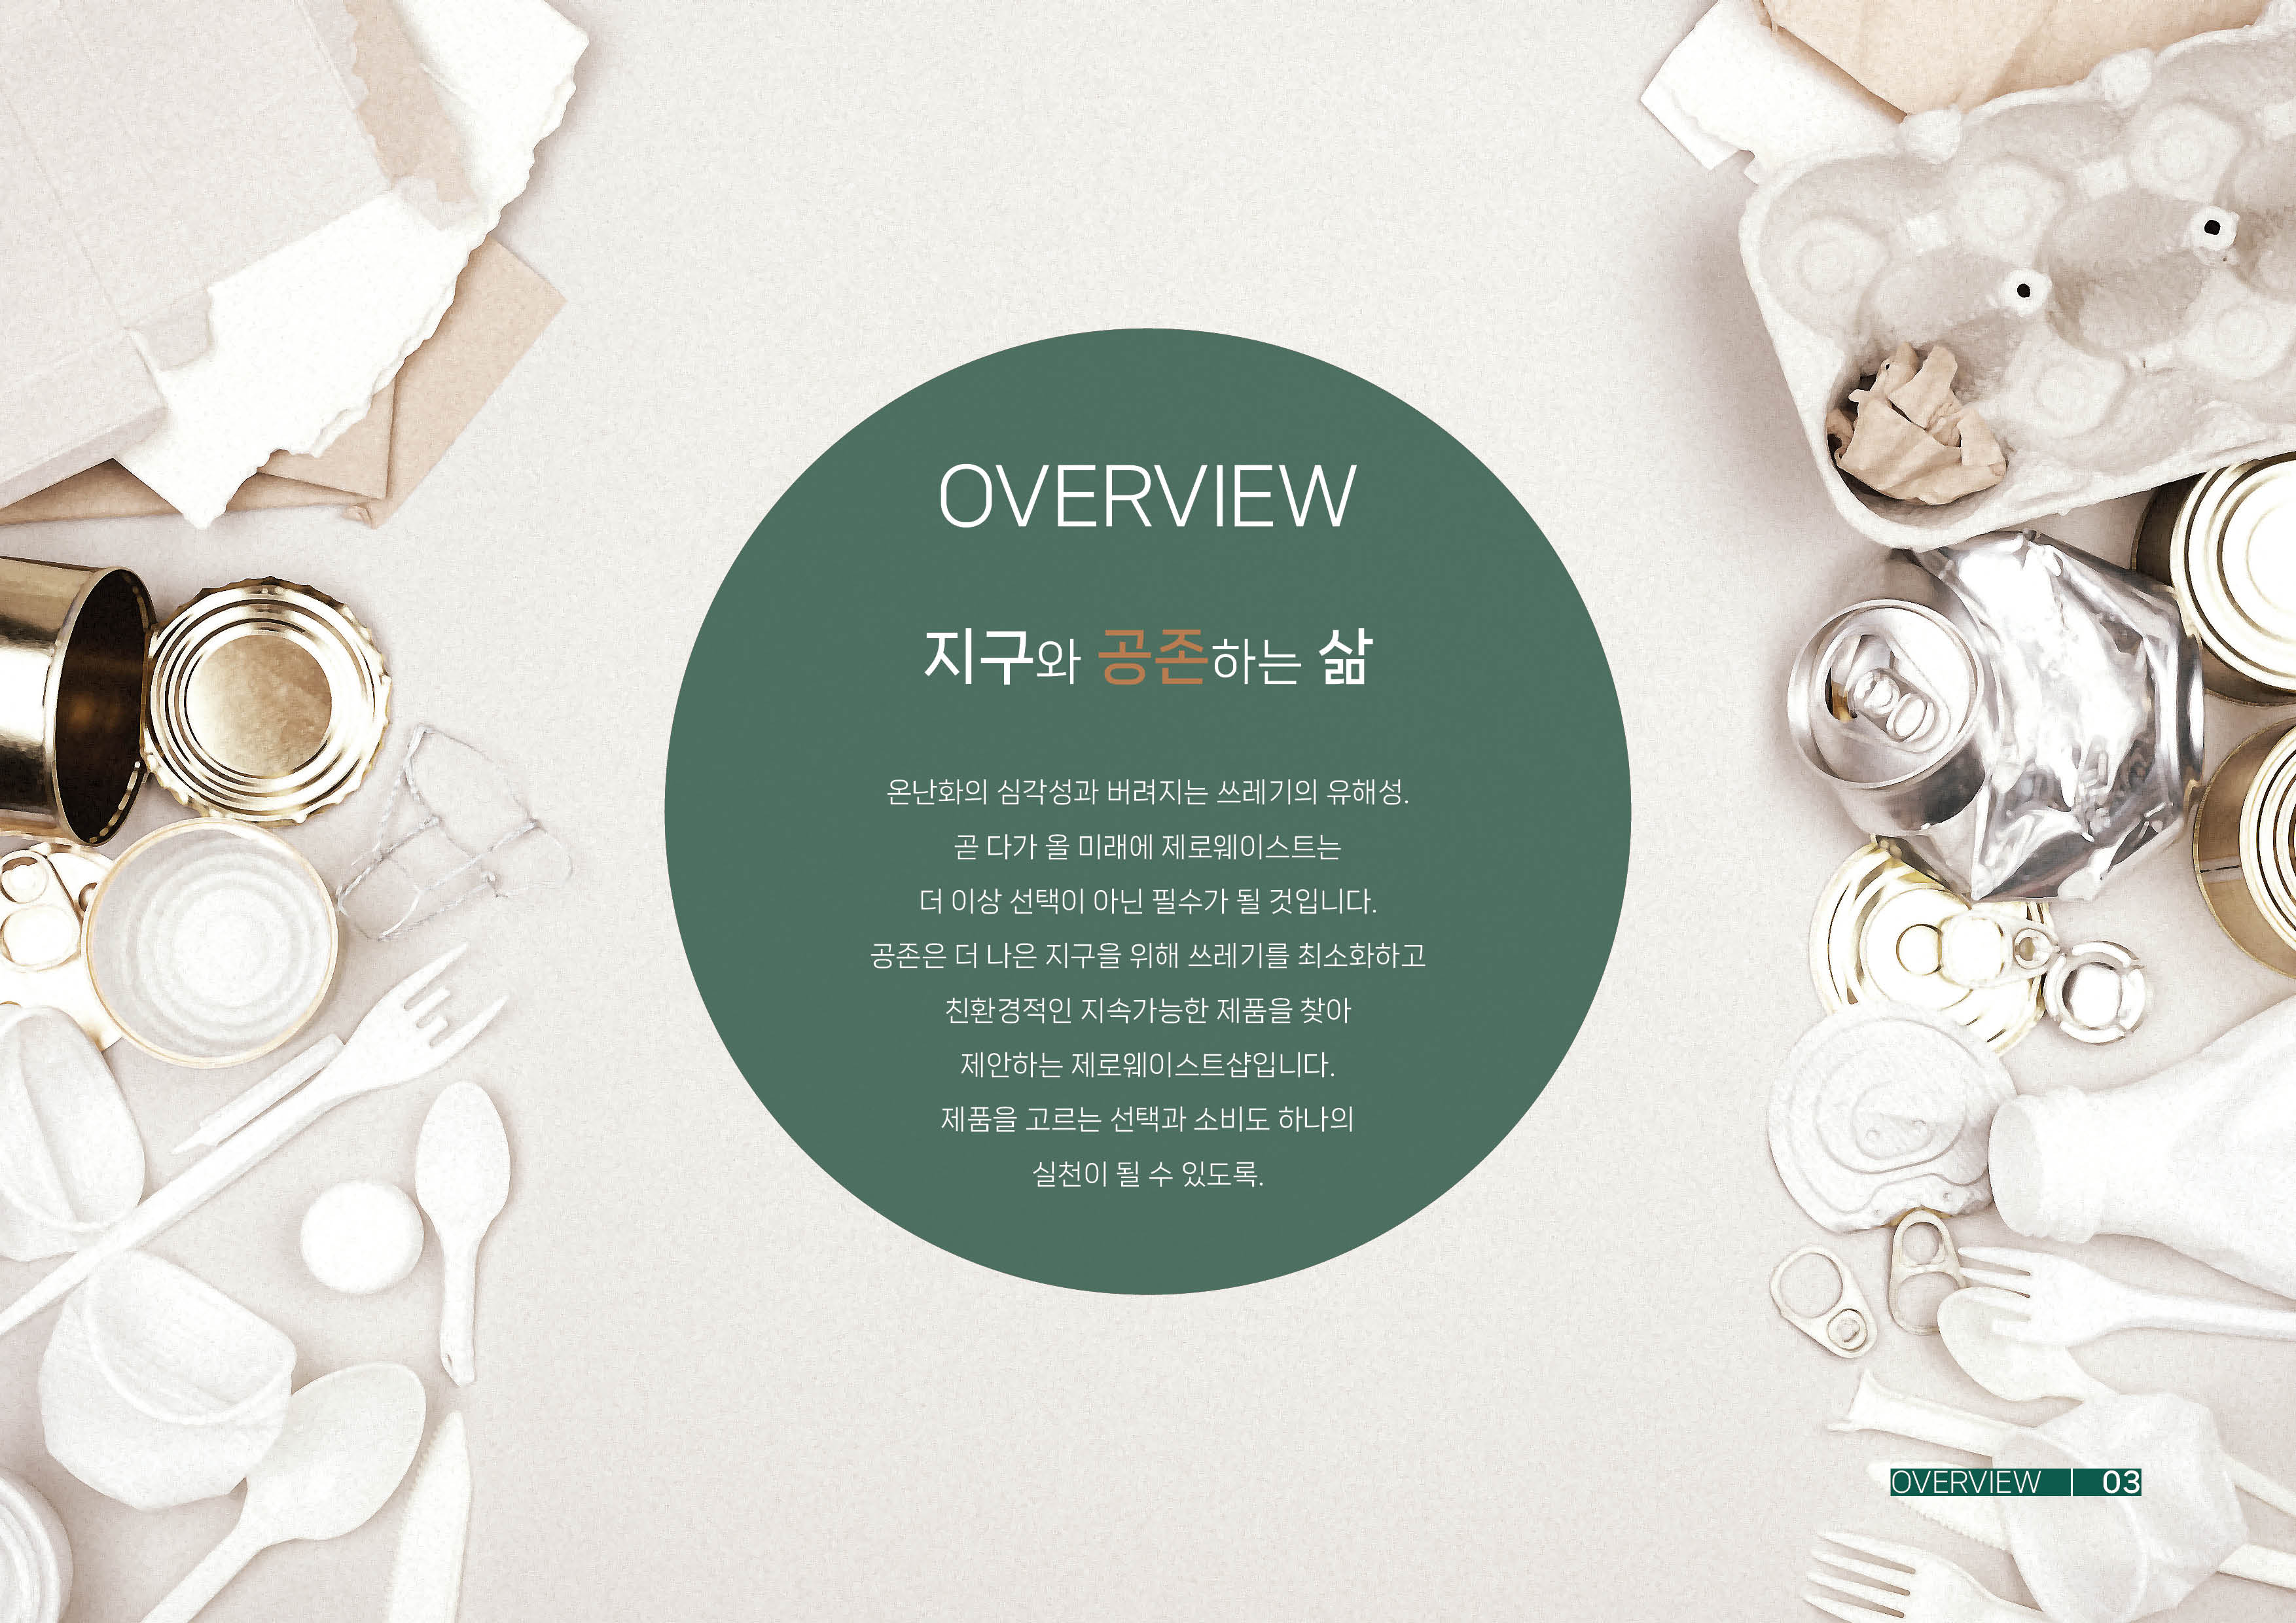 OVERVIEW
지구와 공존하는 삶
온난화의 심각성과 버려지는 쓰레기의 유해성.
곧 다가 올 미래에 제로웨이스트는
더 이상 선택이 아닌 필수가 될 것입니다.
공존은 더 나은 지구을 위해 쓰레기를 최소화하고
친환경적인 지속가능한 제품을 찾아
제안하는 제로웨이스트샵입니다.
제품을 고르는 선택과 소비도 하나의
실천이 될 수 있도록.
OVERVIEW | 03